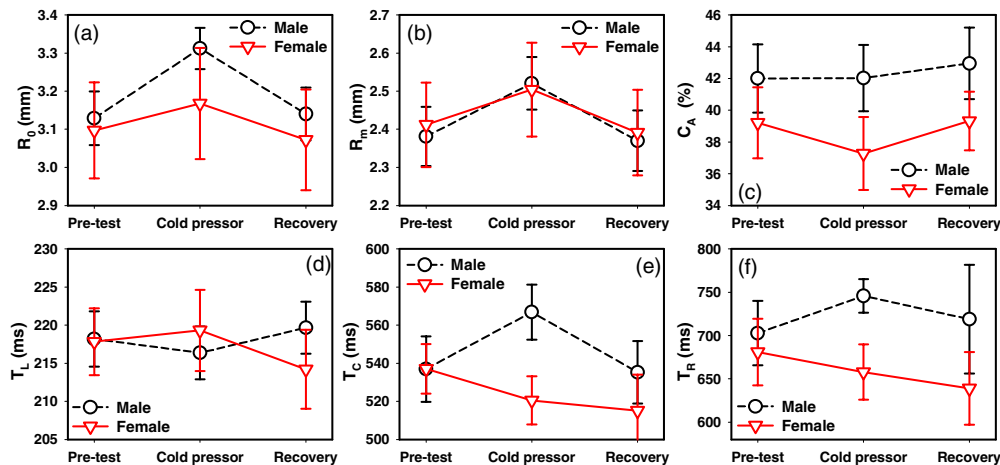 (a)
Male
Female
3.4
3.3
3.2
3.1
3.0
2.9
R0 (mm)
Pre-test Cold pressor Recovery
(b)
Male
Female
2.8
2.7
2.6
2.5
2.4
2.3
2.2
Rm (mm)
Pre-test Cold pressor Recovery
46
44
42
40
38
36
34
CA (%)
(c)
Male
Female
Pre-test Cold pressor Recovery
(d)
230
225
220
215
210
205
TL (ms)
Male
Female
Pre-test Cold pressor Recovery
Male
Female
(e)
600
580
560
540
520
500
TC (ms)
Pre-test Cold pressor Recovery
(f)
800
750
700
650
600
TR (ms)
Male
Female
Pre-test Cold pressor Recovery